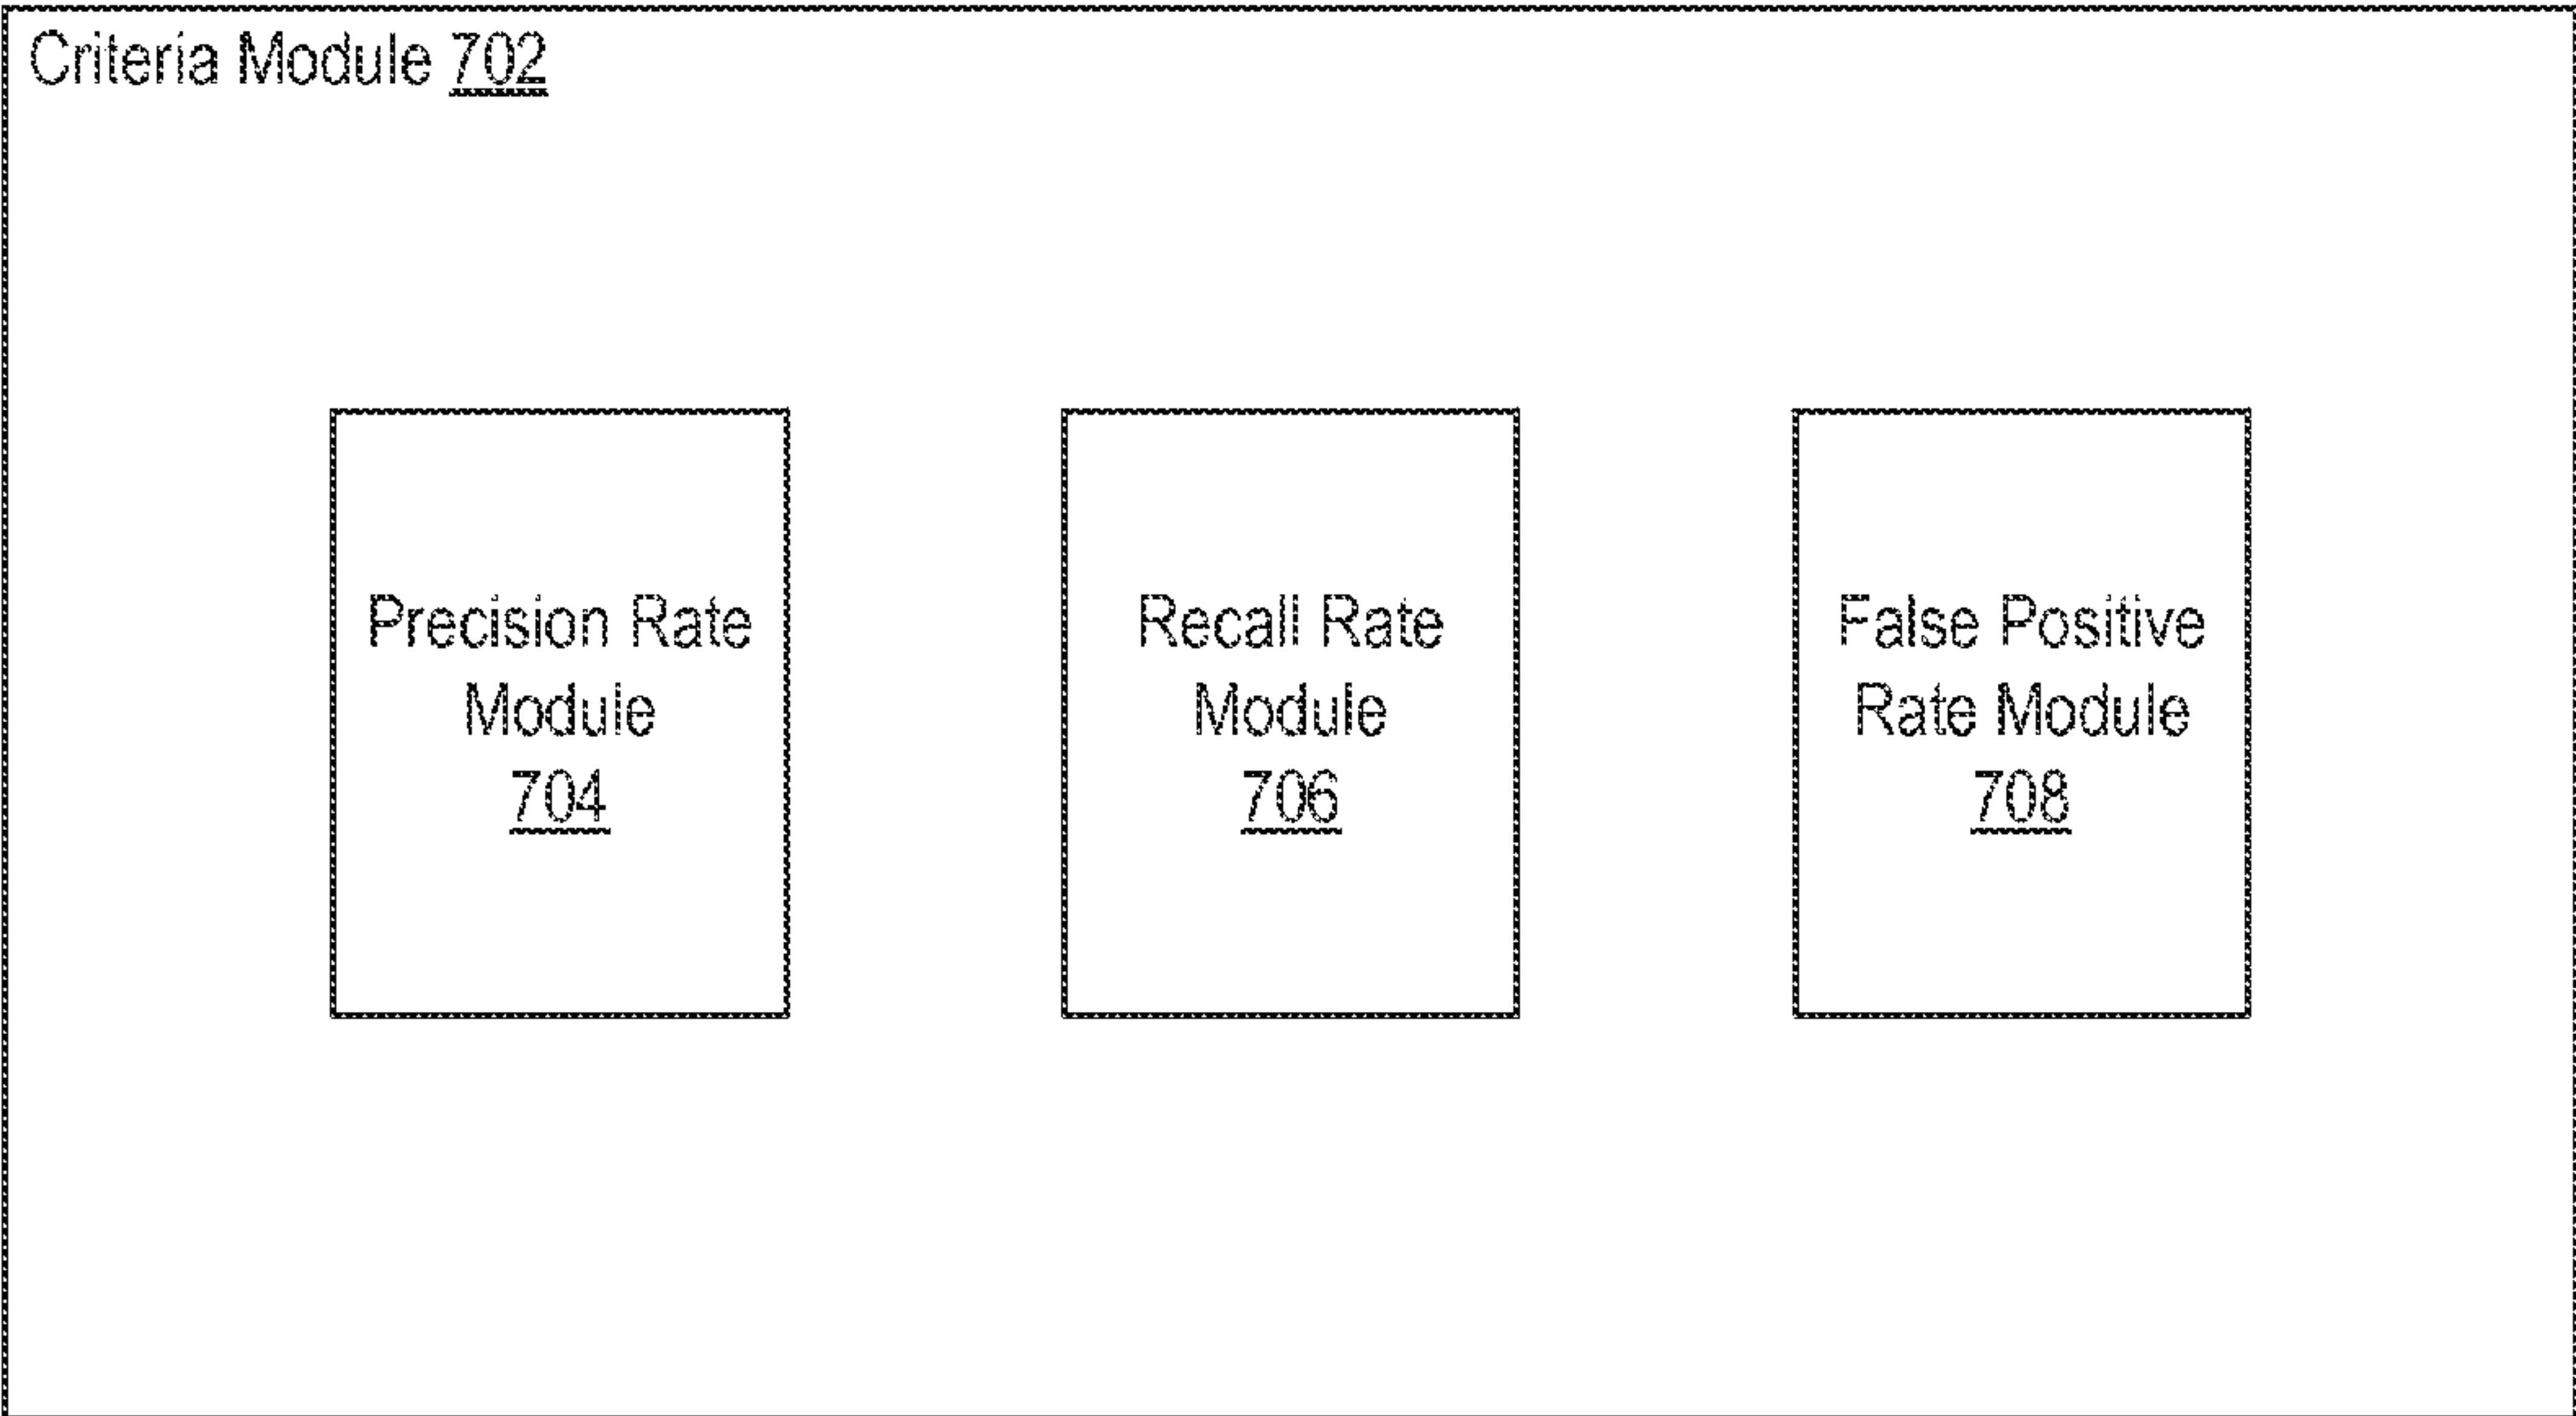 Criteria Module 702
Precision Rate
Module
704
Recall Rate
Module
706
False Positive
Rate Module
708